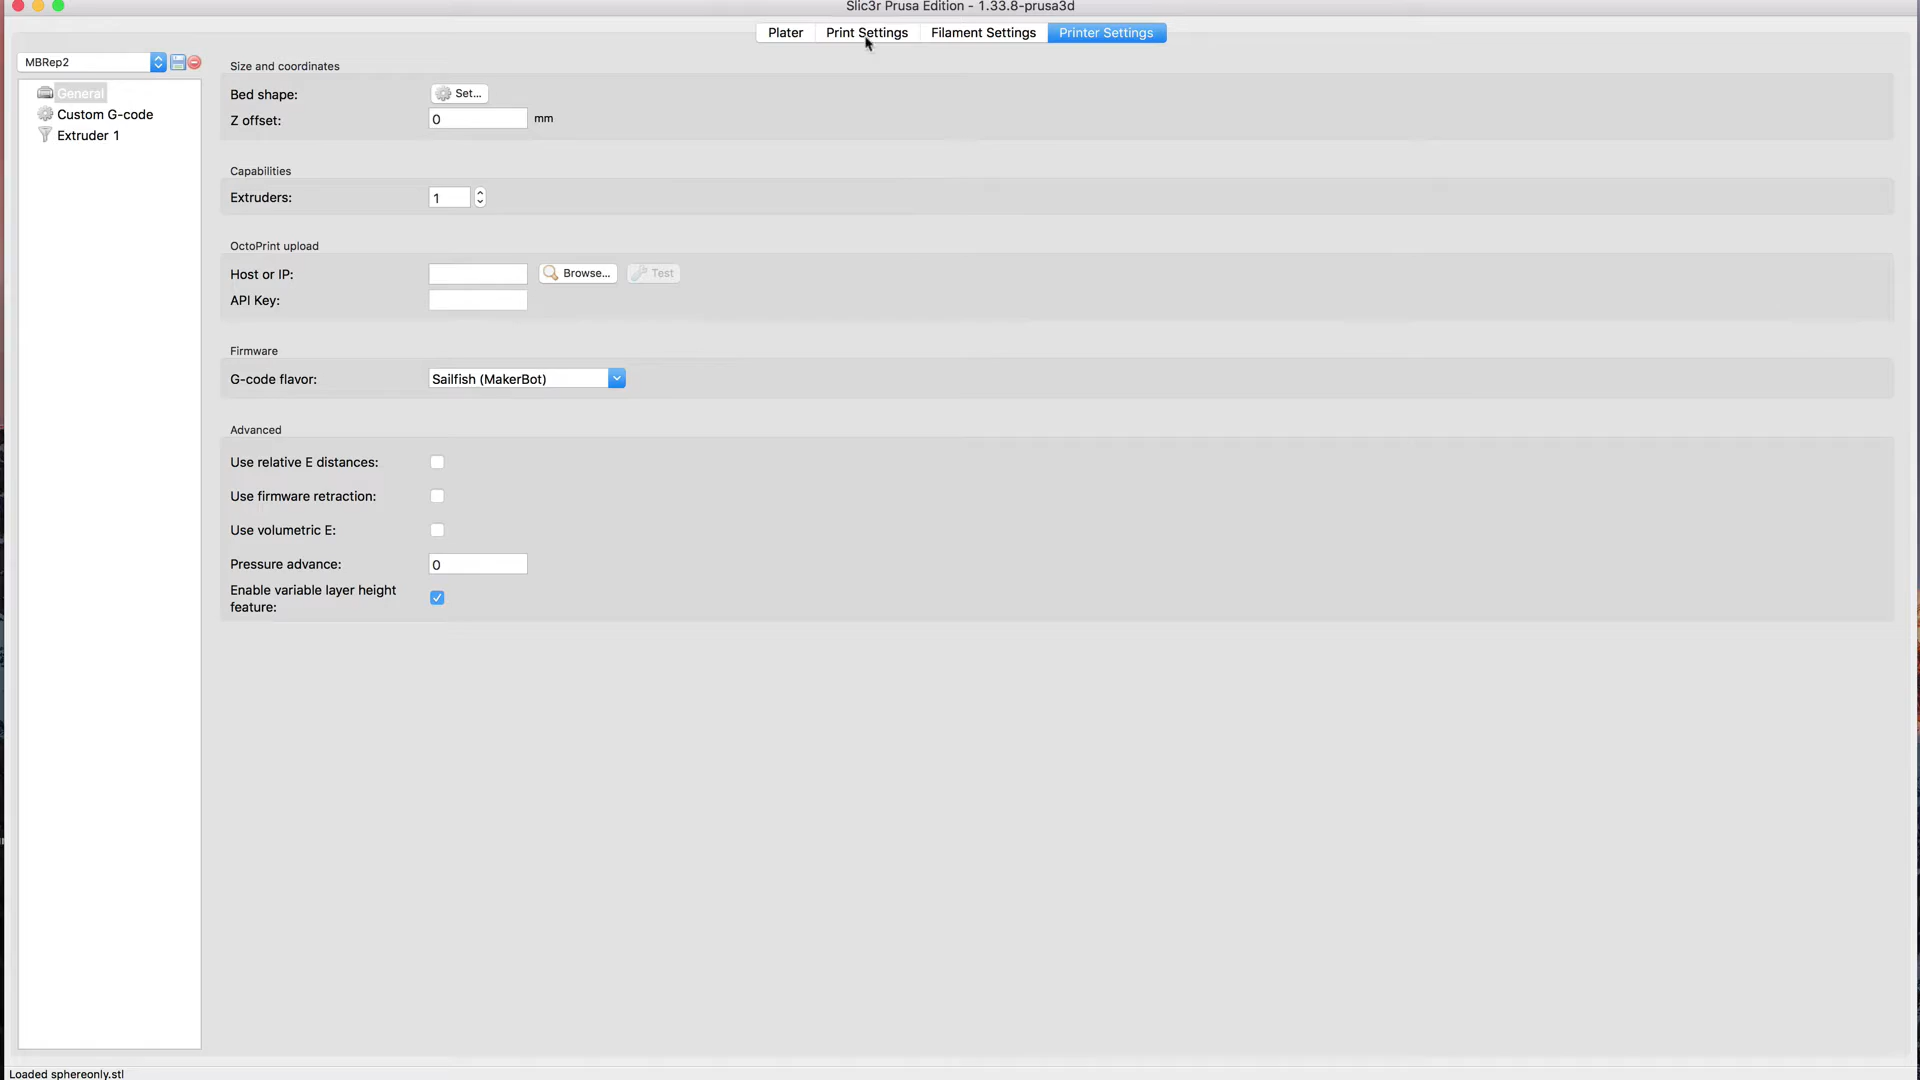 Slic3r Prusa Edition - 1.33.8-prusa3d
Plater Print Settings Filament Settings Printer Settings
MBRep2
General
Custom G-code
Extruder 1
Size and coordinates
Bed shape: Set...
Z offset: 0 mm
Capabilities
Extruders: 1
OctoPrint upload
Host or IP: Browse... Test
API Key:
Firmware
G-code flavor: Sailfish (MakerBot)
Advanced
Use relative E distances:
Use firmware retraction:
Use volumetric E:
Pressure advance: 0
Enable variable layer height
feature:
Loaded sphereonly.stl